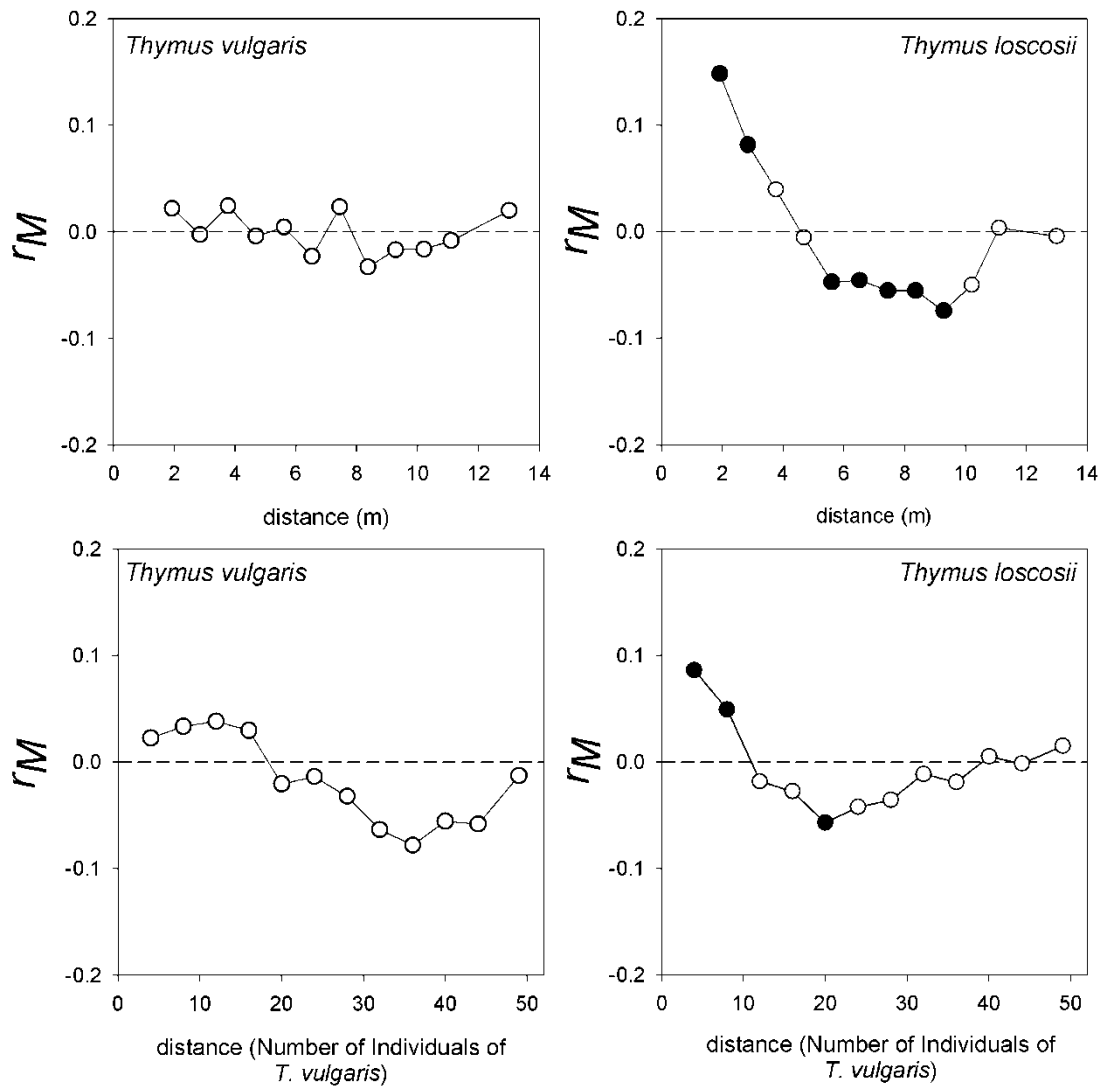 Thymus vulgaris
0.2
0.1
0.0
-0.1
-0.2
rM
0 2 4 6 8 10 12 14
distance (m)
Thymus loscosii
0.2
0.1
0.0
-0.1
-0.2
rM
0 2 4 6 8 10 12 14
distance (m)
Thymus vulgaris
0.2
0.1
0.0
-0.1
-0.2
rM
0 10 20 30 40 50
distance (Number of Individuals of
T. vulgaris)
Thymus loscosii
0.2
0.1
0.0
-0.1
-0.2
rM
0 10 20 30 40 50
distance (Number of Individuals of
T. vulgaris)